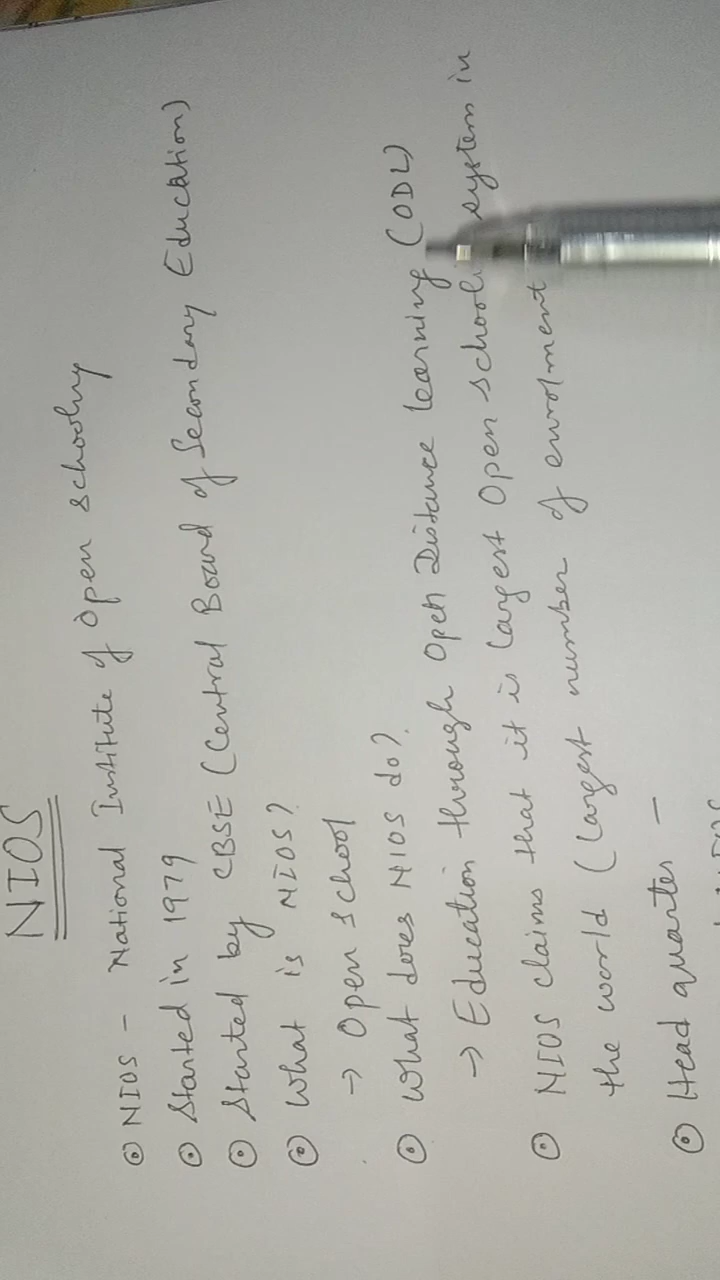 NIOS
NIOS - National Institute of Open Schooling
Started in 1979
Started by CBSE (Central Board of Secondary Education)
What is NIOS?
→ Open School
What does NIOS do?
→ Education through Open Distance Learning (ODL)
NIOS claims that it is largest Open schooli system in
the world (largest number of enrolment
Head quarter -